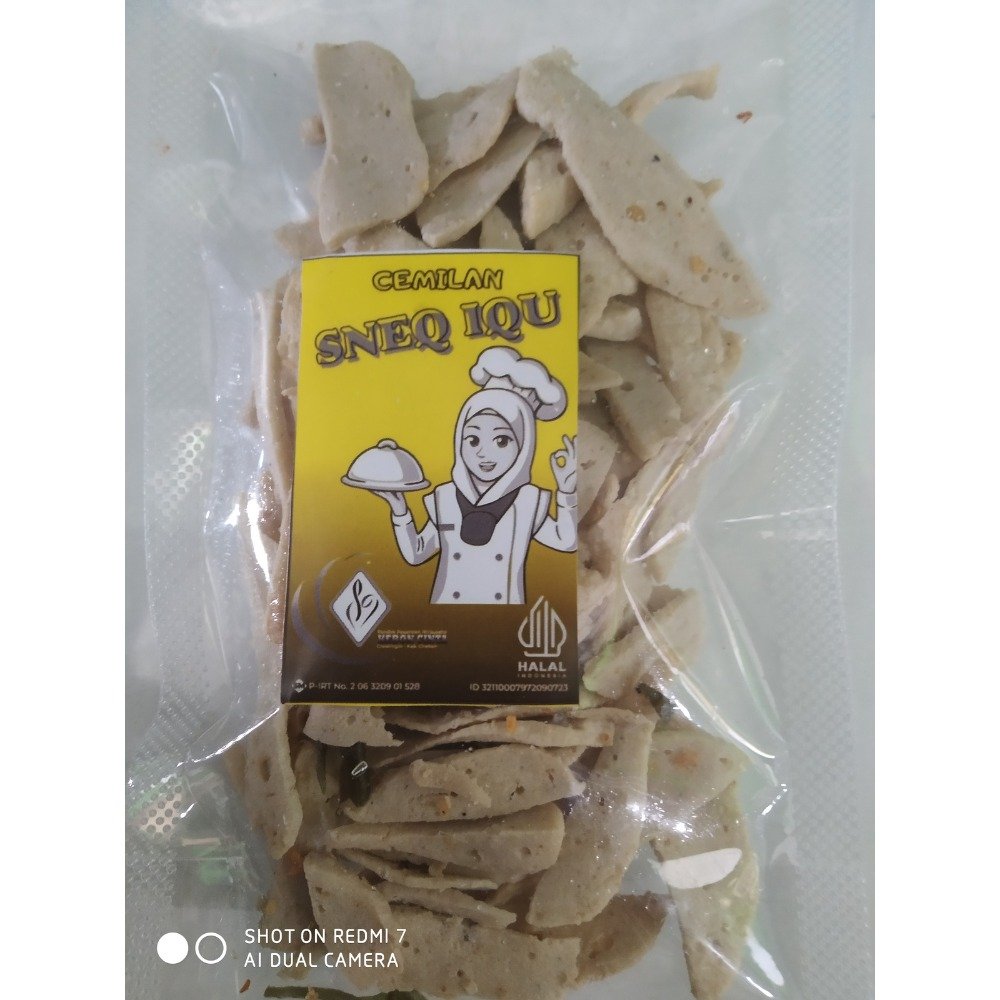 CEMILAN
SNEQ IQU
HALAL
INDONESIA
P-IRT No. 2 06 3209 01 528
ID 32110007972090723
SHOT ON REDMI 7
AI DUAL CAMERA